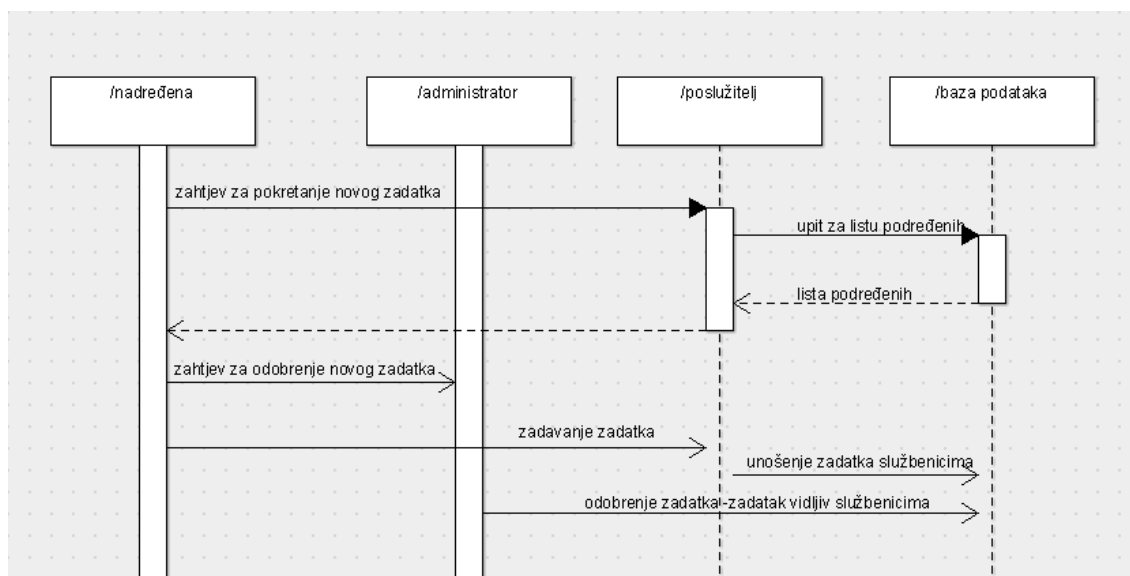 /nadređena
/administrator
/poslužitelj
/baza podataka
zahtjev za pokretanje novog zadatka
upit za listu podređenih
lista podređenih
zahtjev za odobrenje novog zadatka
zadavanje zadatka
unošenje zadatka službenicima
odobrenje zadatka-zadatak vidljiv službenicima